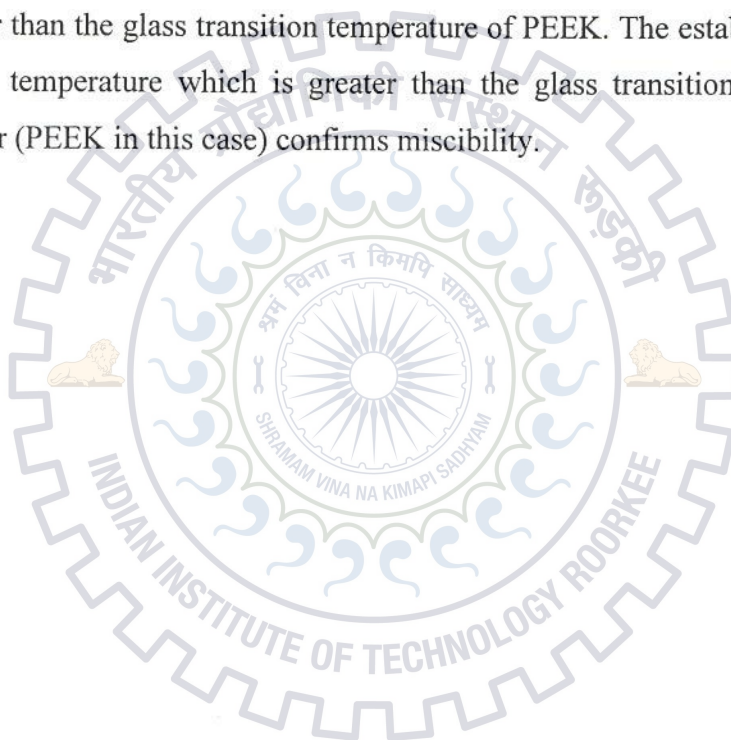 than the glass transition temperature of PEEK. The
temperature which is greater than the glass transition
(PEEK in this case) confirms miscibility.
भारतीय प्रौद्योगिकी संस्थान रूड़की
श्रमं विना न किमपि साध्यम
SHRAMAM VINA NA KIMAPI SADHYAM
INDIAN INSTITUTE OF TECHNOLOGY ROORKEE